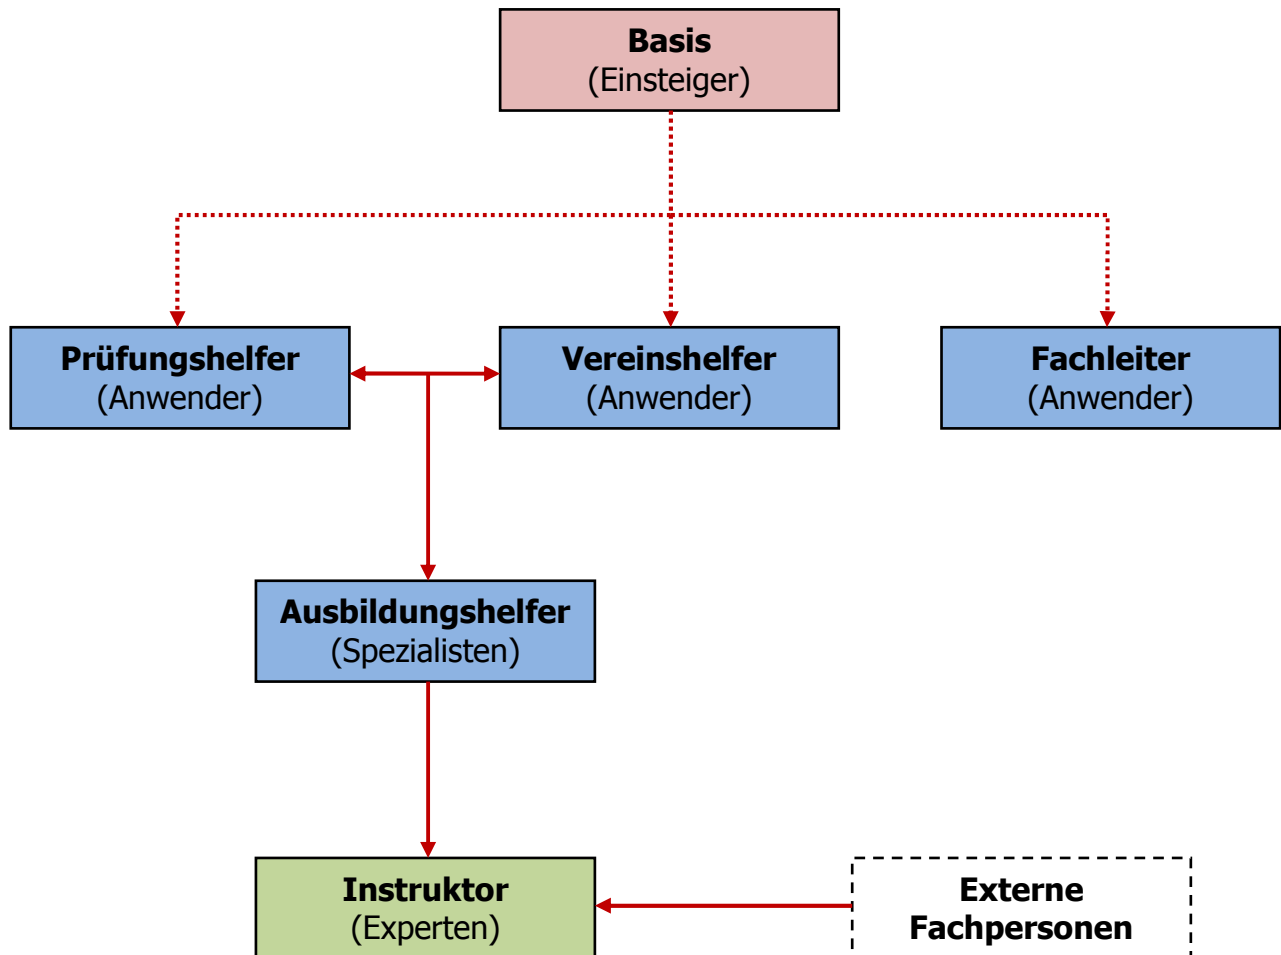 Basis
(Einsteiger)
Prüfungshelfer
(Anwender)
Vereinshelfer
(Anwender)
Fachleiter
(Anwender)
Ausbildungshelfer
(Spezialisten)
Instruktor
(Experten)
Externe
Fachpersonen